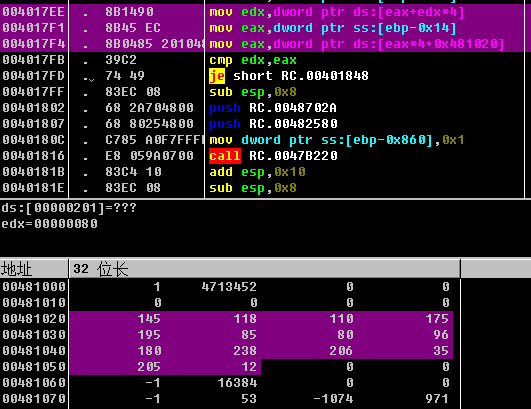 004017EE . 8B1490 mov edx,dword ptr ds:[eax+edx*4]
004017F1 . 8B45 EC mov eax,dword ptr ss:[ebp-0x14]
004017F4 . 8B0485 201048 mov eax,dword ptr ds:[eax*4+0x481020]
004017FB . 39C2 cmp edx,eax
004017FD . 74 49 je short RC.00401848
004017FF . 83EC 08 sub esp,0x8
00401802 . 68 2A704800 push RC.0048702A
00401807 . 68 80254800 push RC.00482580
0040180C . C785 A0F7FFFF mov dword ptr ss:[ebp-0x860],0x1
00401816 . E8 059A0700 call RC.0047B220
0040181B . 83C4 10 add esp,0x10
0040181E . 83EC 08 sub esp,0x8
ds:[00000201]=???
edx=00000080
地址 32 位长
00481000 1 4713452 0 0
00481010 0 0 0 0
00481020 145 118 110 175
00481030 195 85 80 96
00481040 180 238 206 35
00481050 205 12 0 0
00481060 -1 16384 0 0
00481070 -1 53 -1074 971